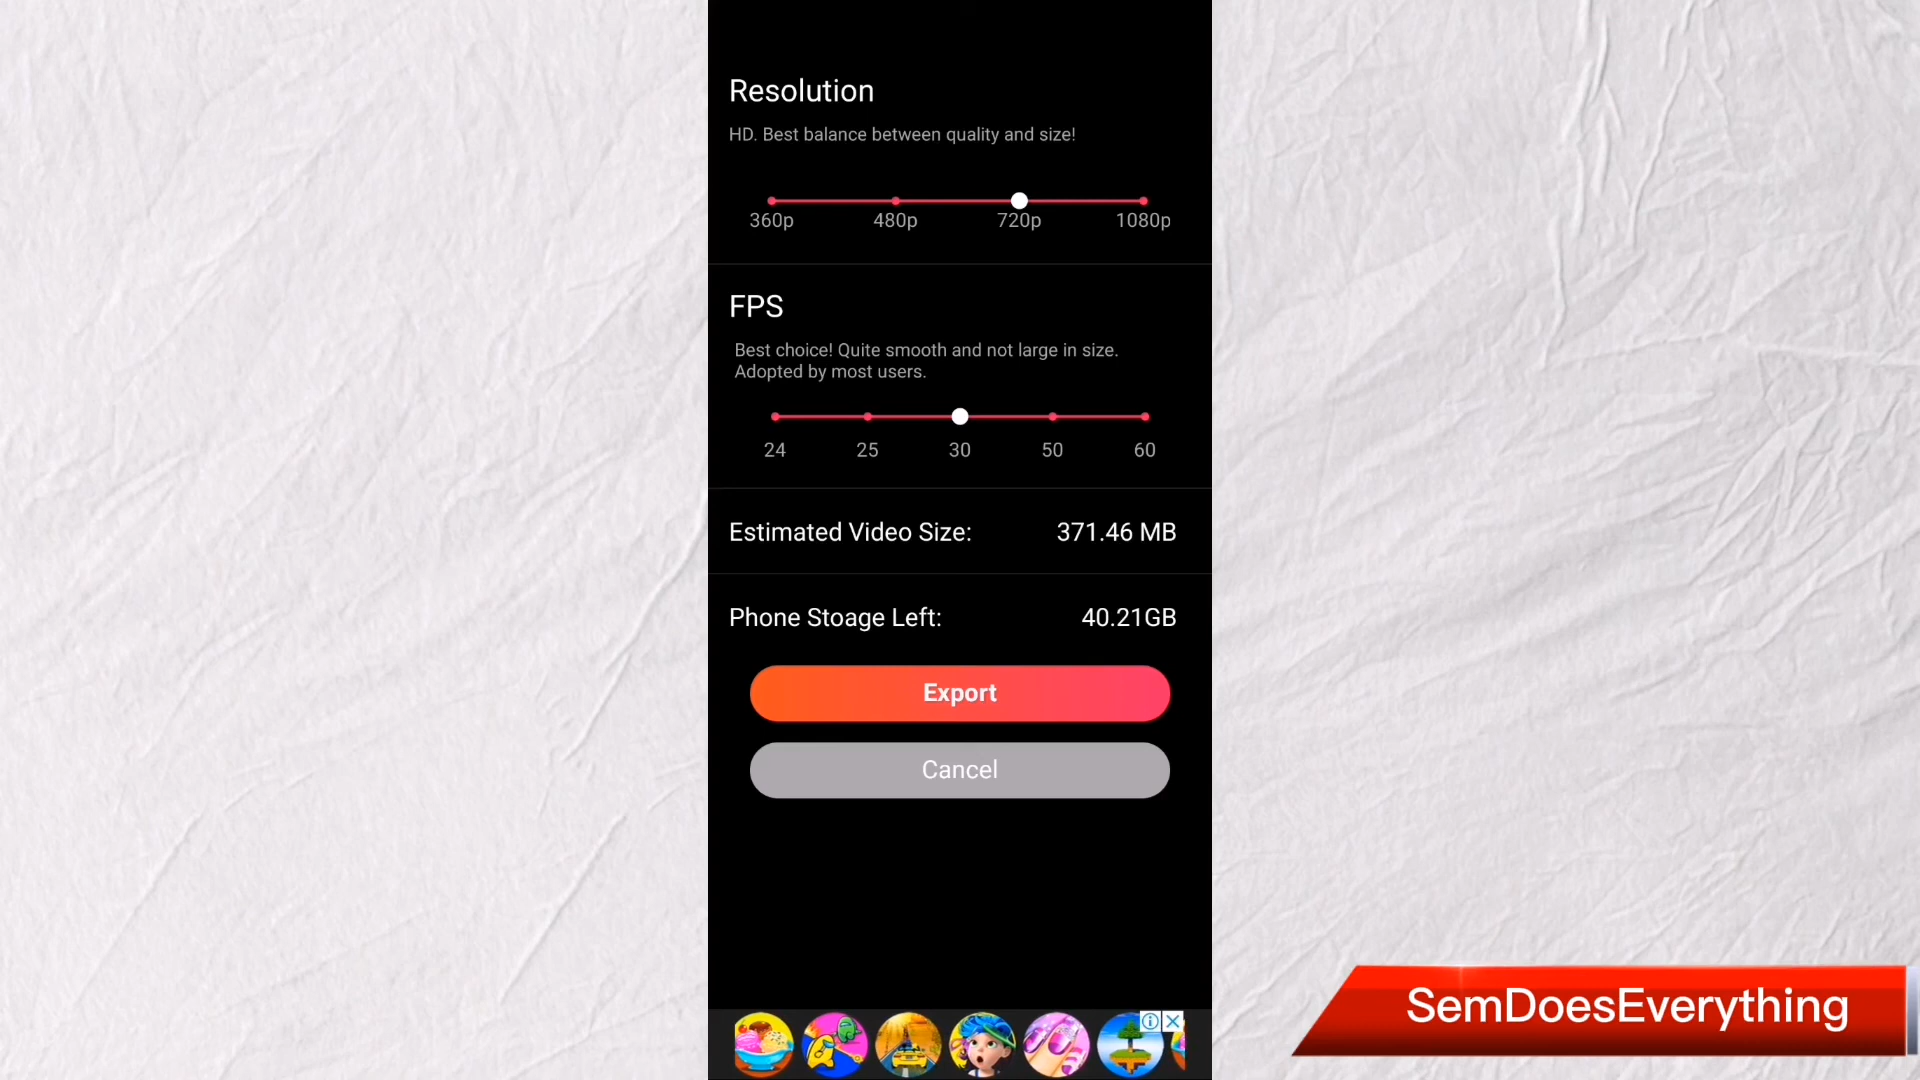 Resolution
HD. Best balance between quality and size!
360p 480p 720p 1080p
FPS
Best choice! Quite smooth and not large in size.
Adopted by most users.
24 25 30 50 60
Estimated Video Size: 371.46 MB
Phone Stoage Left: 40.21GB
Export
Cancel
SemDoesEverything